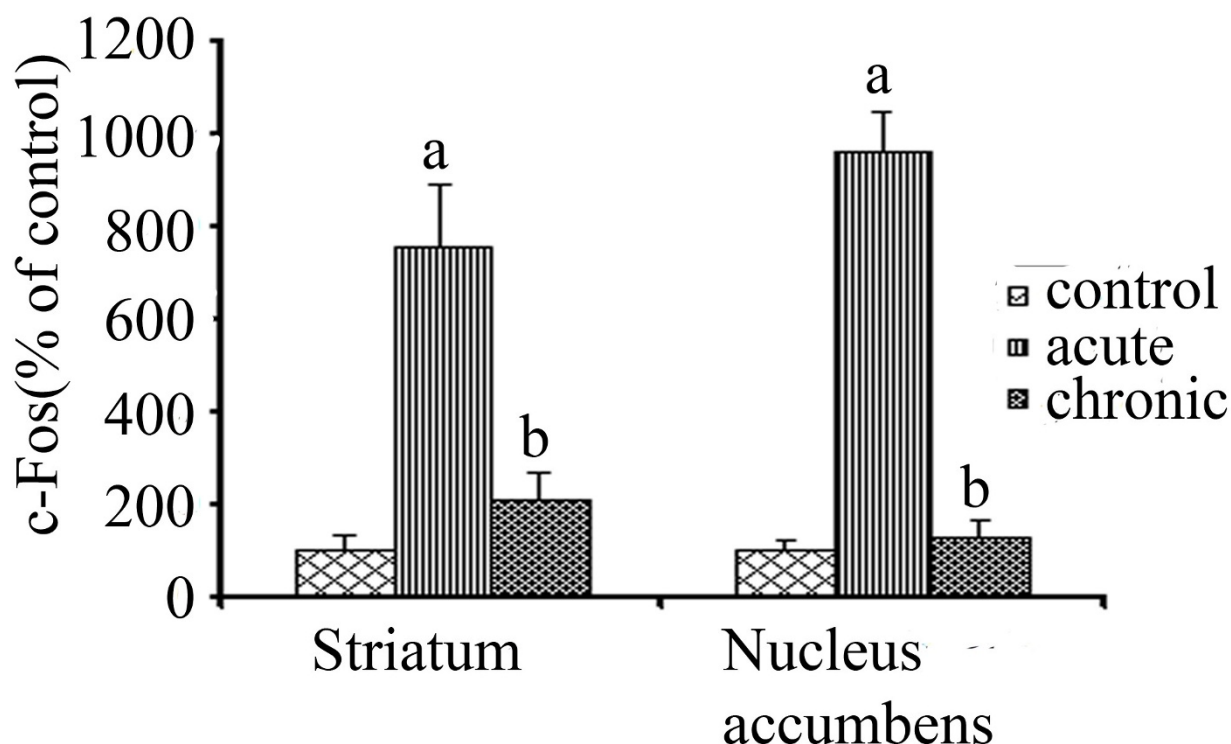 c-Fos(% of control)
1200
1000
800
600
400
200
0
a
b
a
b
control
acute
chronic
Striatum
Nucleus
accumbens